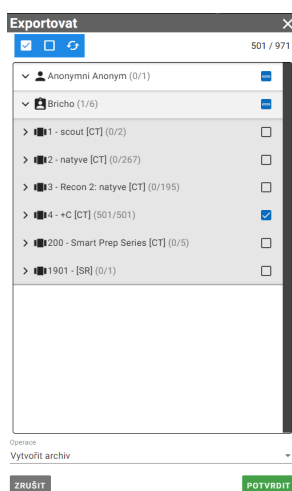 Exportovat
501 / 971
Anonymni Anonym (0/1)
Bricho (1/6)
1 - scout [CT] (0/2)
2 - natyve [CT] (0/267)
3 - Recon 2: natyve [CT] (0/195)
4 - +C [CT] (501/501)
200 - Smart Prep Series [CT] (0/5)
1901 - [SR] (0/1)
Operace
Vytvořit archiv
ZRUŠIT
POTVRDIT